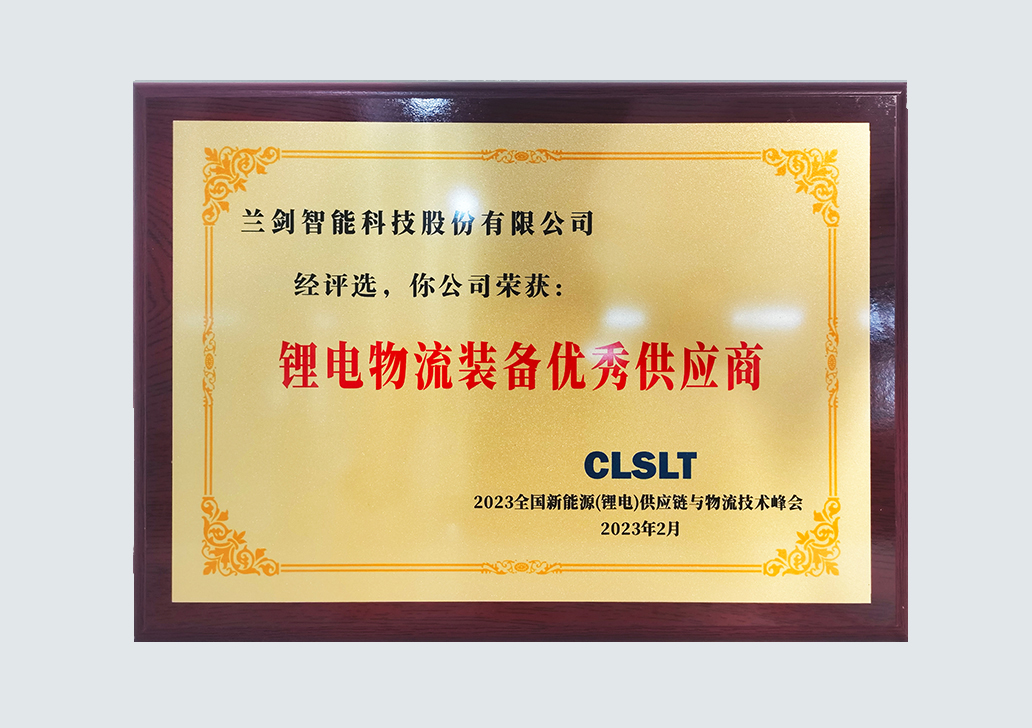 兰剑智能科技股份有限公司
经评选，你公司荣获：
锂电物流装备优秀供应商
CLSLT
2023全国新能源(锂电)供应链与物流技术峰会
2023年2月